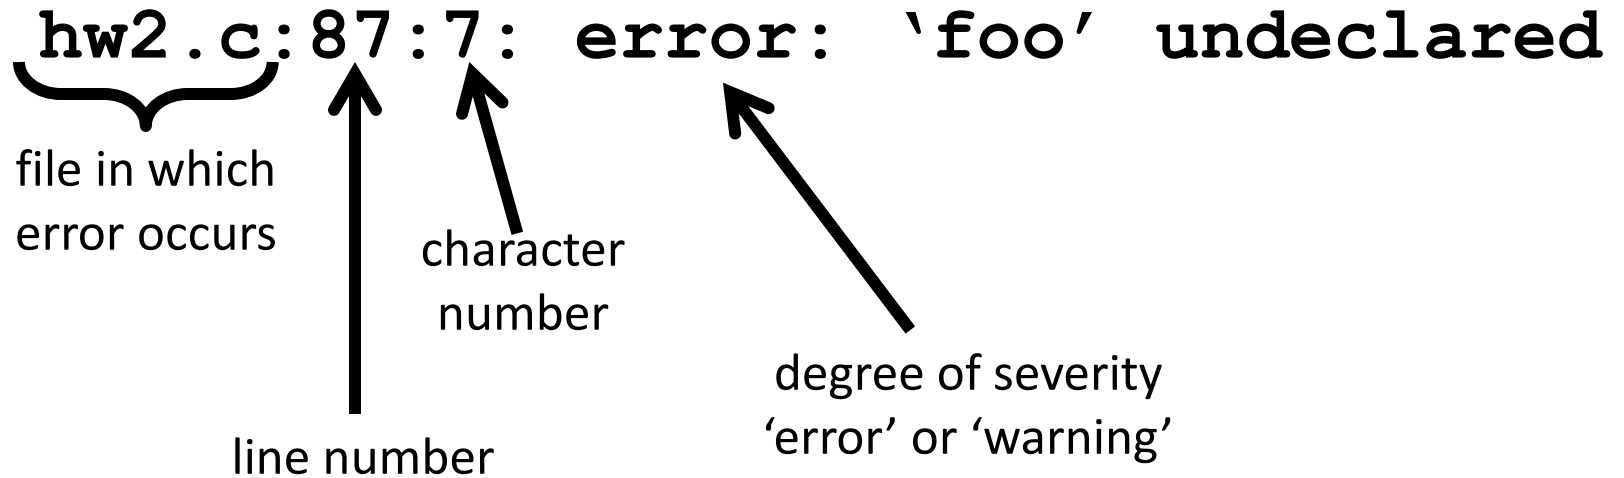 hw2.c:87:7: error: ‘foo’ undeclared
file in which
error occurs
character
number
degree of severity
‘error’ or ‘warning’
line number